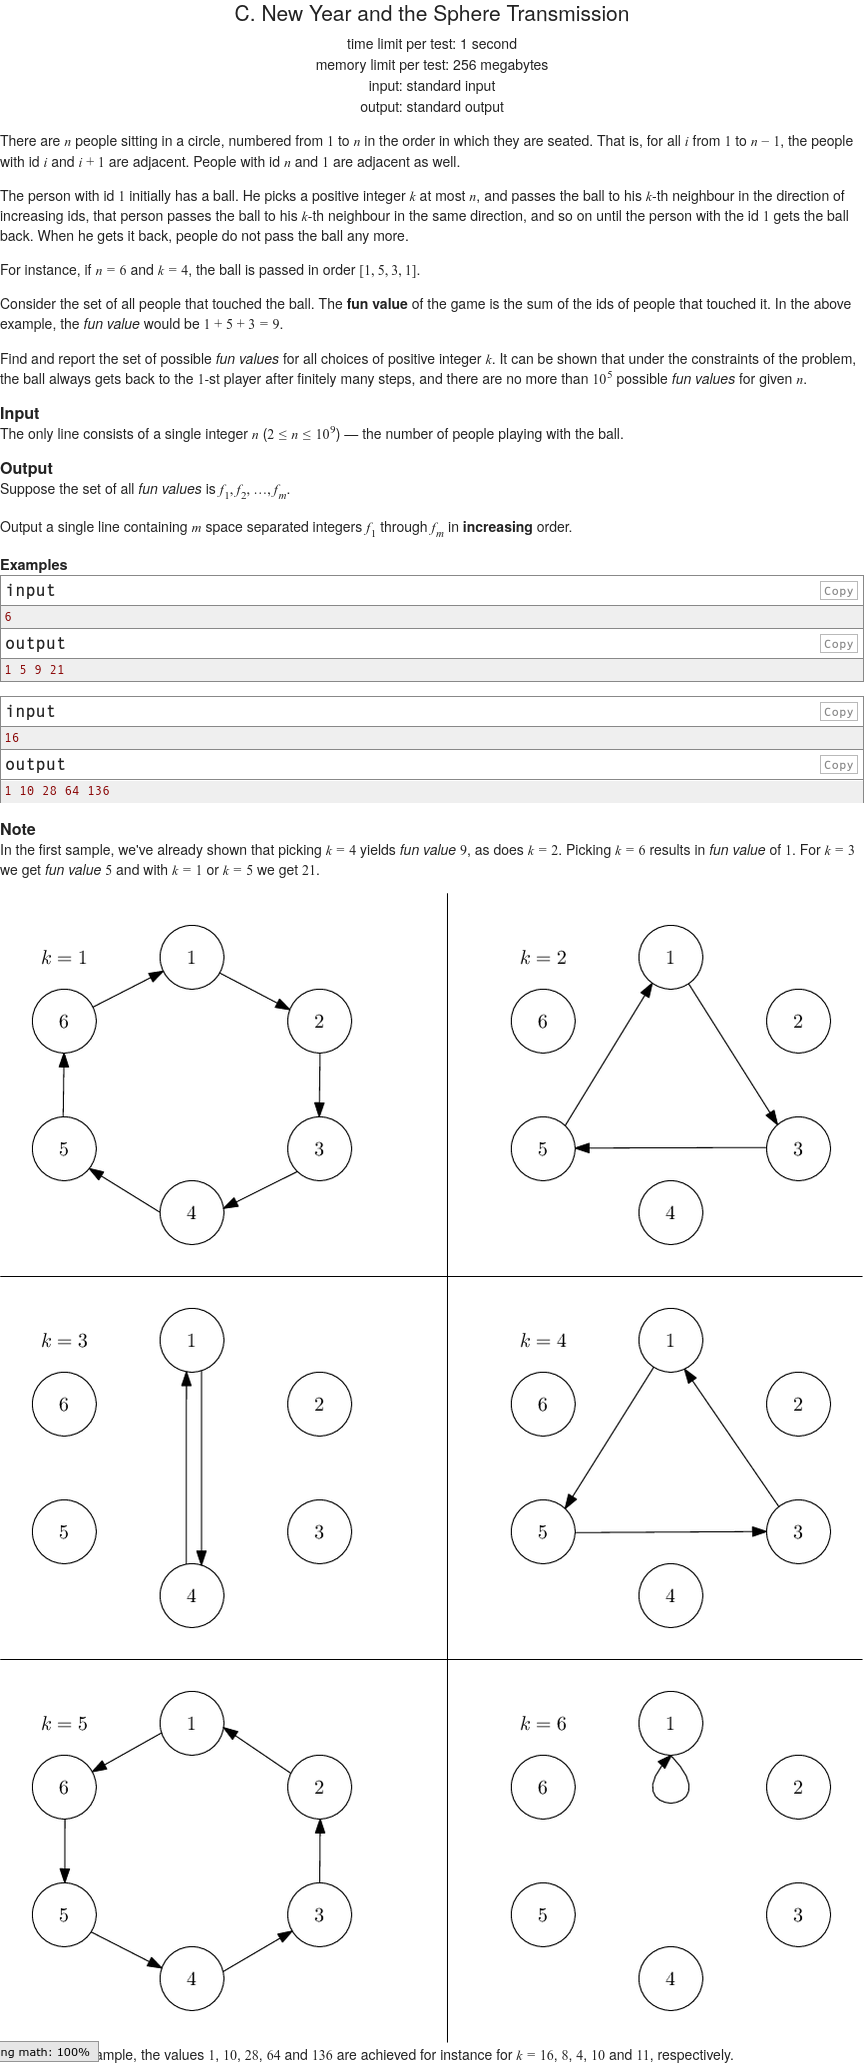 C. New Year and the Sphere Transmission
time limit per test: 1 second
memory limit per test: 256 megabytes
input: standard input
output: standard output
There are n people sitting in a circle, numbered from 1 to n in the order in which they are seated. That is, for all i from 1 to n − 1, the people
with id i and i + 1 are adjacent. People with id n and 1 are adjacent as well.
The person with id 1 initially has a ball. He picks a positive integer k at most n, and passes the ball to his k-th neighbour in the direction of
increasing ids, that person passes the ball to his k-th neighbour in the same direction, and so on until the person with the id 1 gets the ball
back. When he gets it back, people do not pass the ball any more.
For instance, if n = 6 and k = 4, the ball is passed in order [1, 5, 3, 1].
Consider the set of all people that touched the ball. The fun value of the game is the sum of the ids of people that touched it. In the above
example, the fun value would be 1 + 5 + 3 = 9.
Find and report the set of possible fun values for all choices of positive integer k. It can be shown that under the constraints of the problem,
the ball always gets back to the 1-st player after finitely many steps, and there are no more than 10^5 possible fun values for given n.
Input
The only line consists of a single integer n (2 ≤ n ≤ 10^9) — the number of people playing with the ball.
Output
Suppose the set of all fun values is f_1, f_2, …, f_m.
Output a single line containing m space separated integers f_1 through f_m in increasing order.
Examples
input Copy
6
output Copy
1 5 9 21
input Copy
16
output Copy
1 10 28 64 136
Note
In the first sample, we've already shown that picking k = 4 yields fun value 9, as does k = 2. Picking k = 6 results in fun value of 1. For k = 3
we get fun value 5 and with k = 1 or k = 5 we get 21.
k = 1
1
6
2
5
3
4
k = 2
1
6
2
5
3
4
k = 3
1
6
2
5
3
4
k = 4
1
6
2
5
3
4
k = 5
1
6
2
5
3
4
k = 6
1
6
2
5
3
4
ng math: 100% ample, the values 1, 10, 28, 64 and 136 are achieved for instance for k = 16, 8, 4, 10 and 11, respectively.